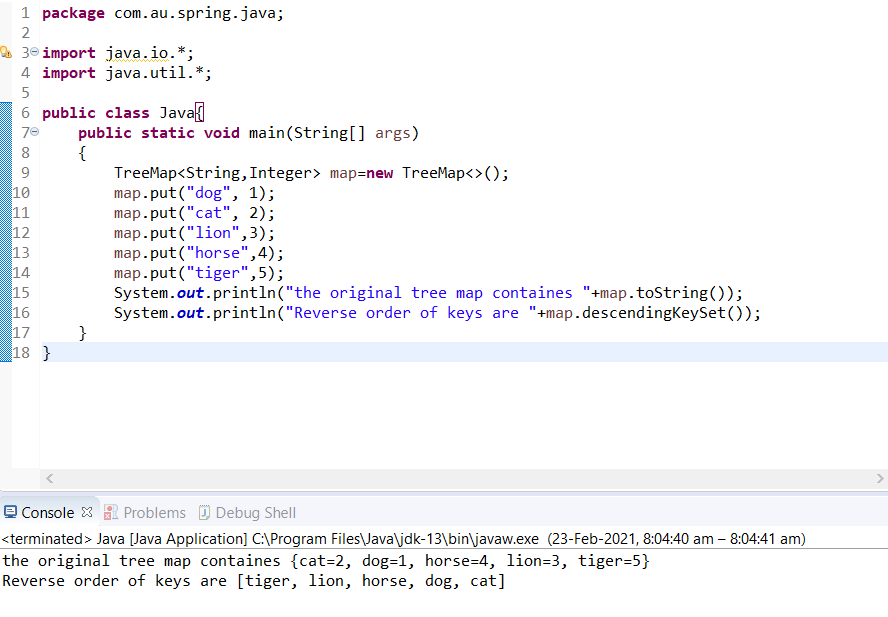 1 package com.au.spring.java;
2
3 import java.io.*;
4 import java.util.*;
5
6 public class Java{
7     public static void main(String[] args)
8     {
9         TreeMap<String,Integer> map=new TreeMap<>();
10         map.put("dog", 1);
11         map.put("cat", 2);
12         map.put("lion",3);
13         map.put("horse",4);
14         map.put("tiger",5);
15         System.out.println("the original tree map containes "+map.toString());
16         System.out.println("Reverse order of keys are "+map.descendingKeySet());
17     }
18 }
Console Problems Debug Shell
<terminated> Java [Java Application] C:\Program Files\Java\jdk-13\bin\javaw.exe (23-Feb-2021, 8:04:40 am – 8:04:41 am)
the original tree map containes {cat=2, dog=1, horse=4, lion=3, tiger=5}
Reverse order of keys are [tiger, lion, horse, dog, cat]